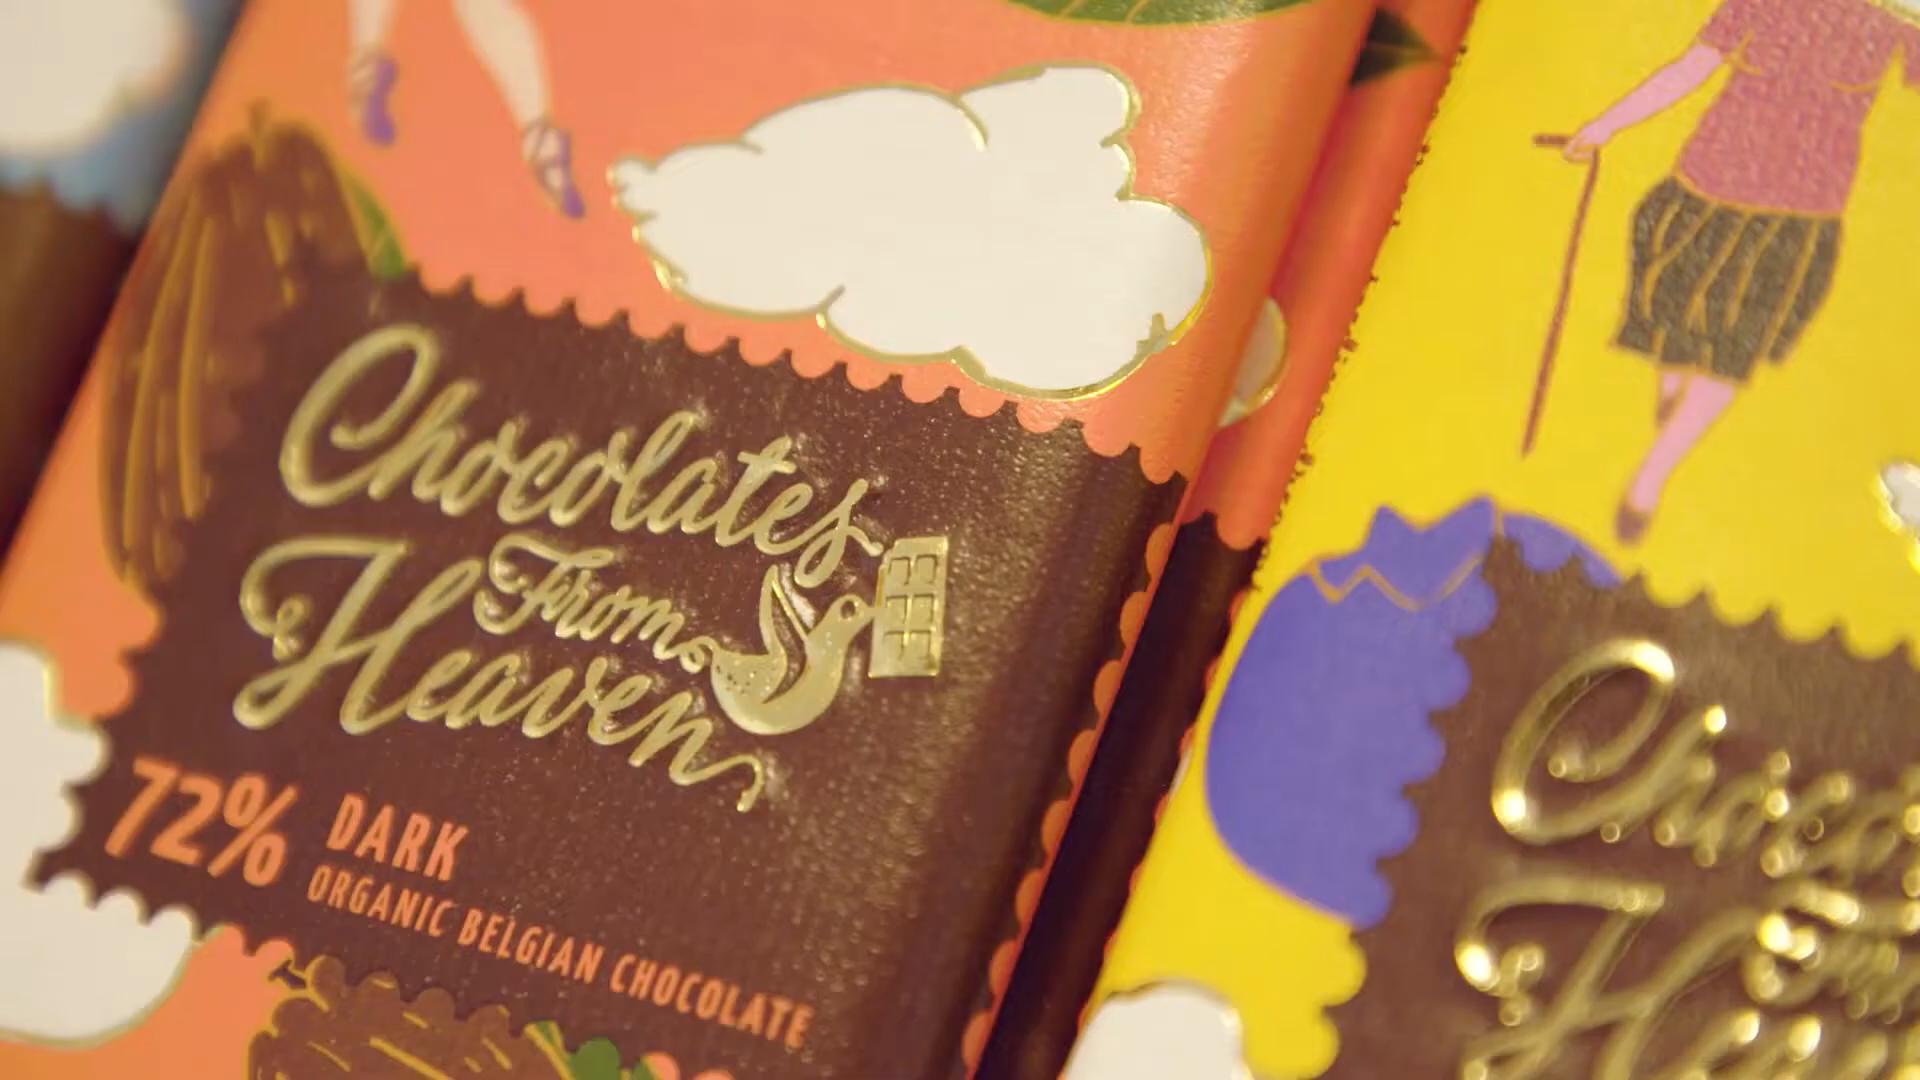 Chocolates
From
Heaven
72% DARK
ORGANIC BELGIAN CHOCOLATE